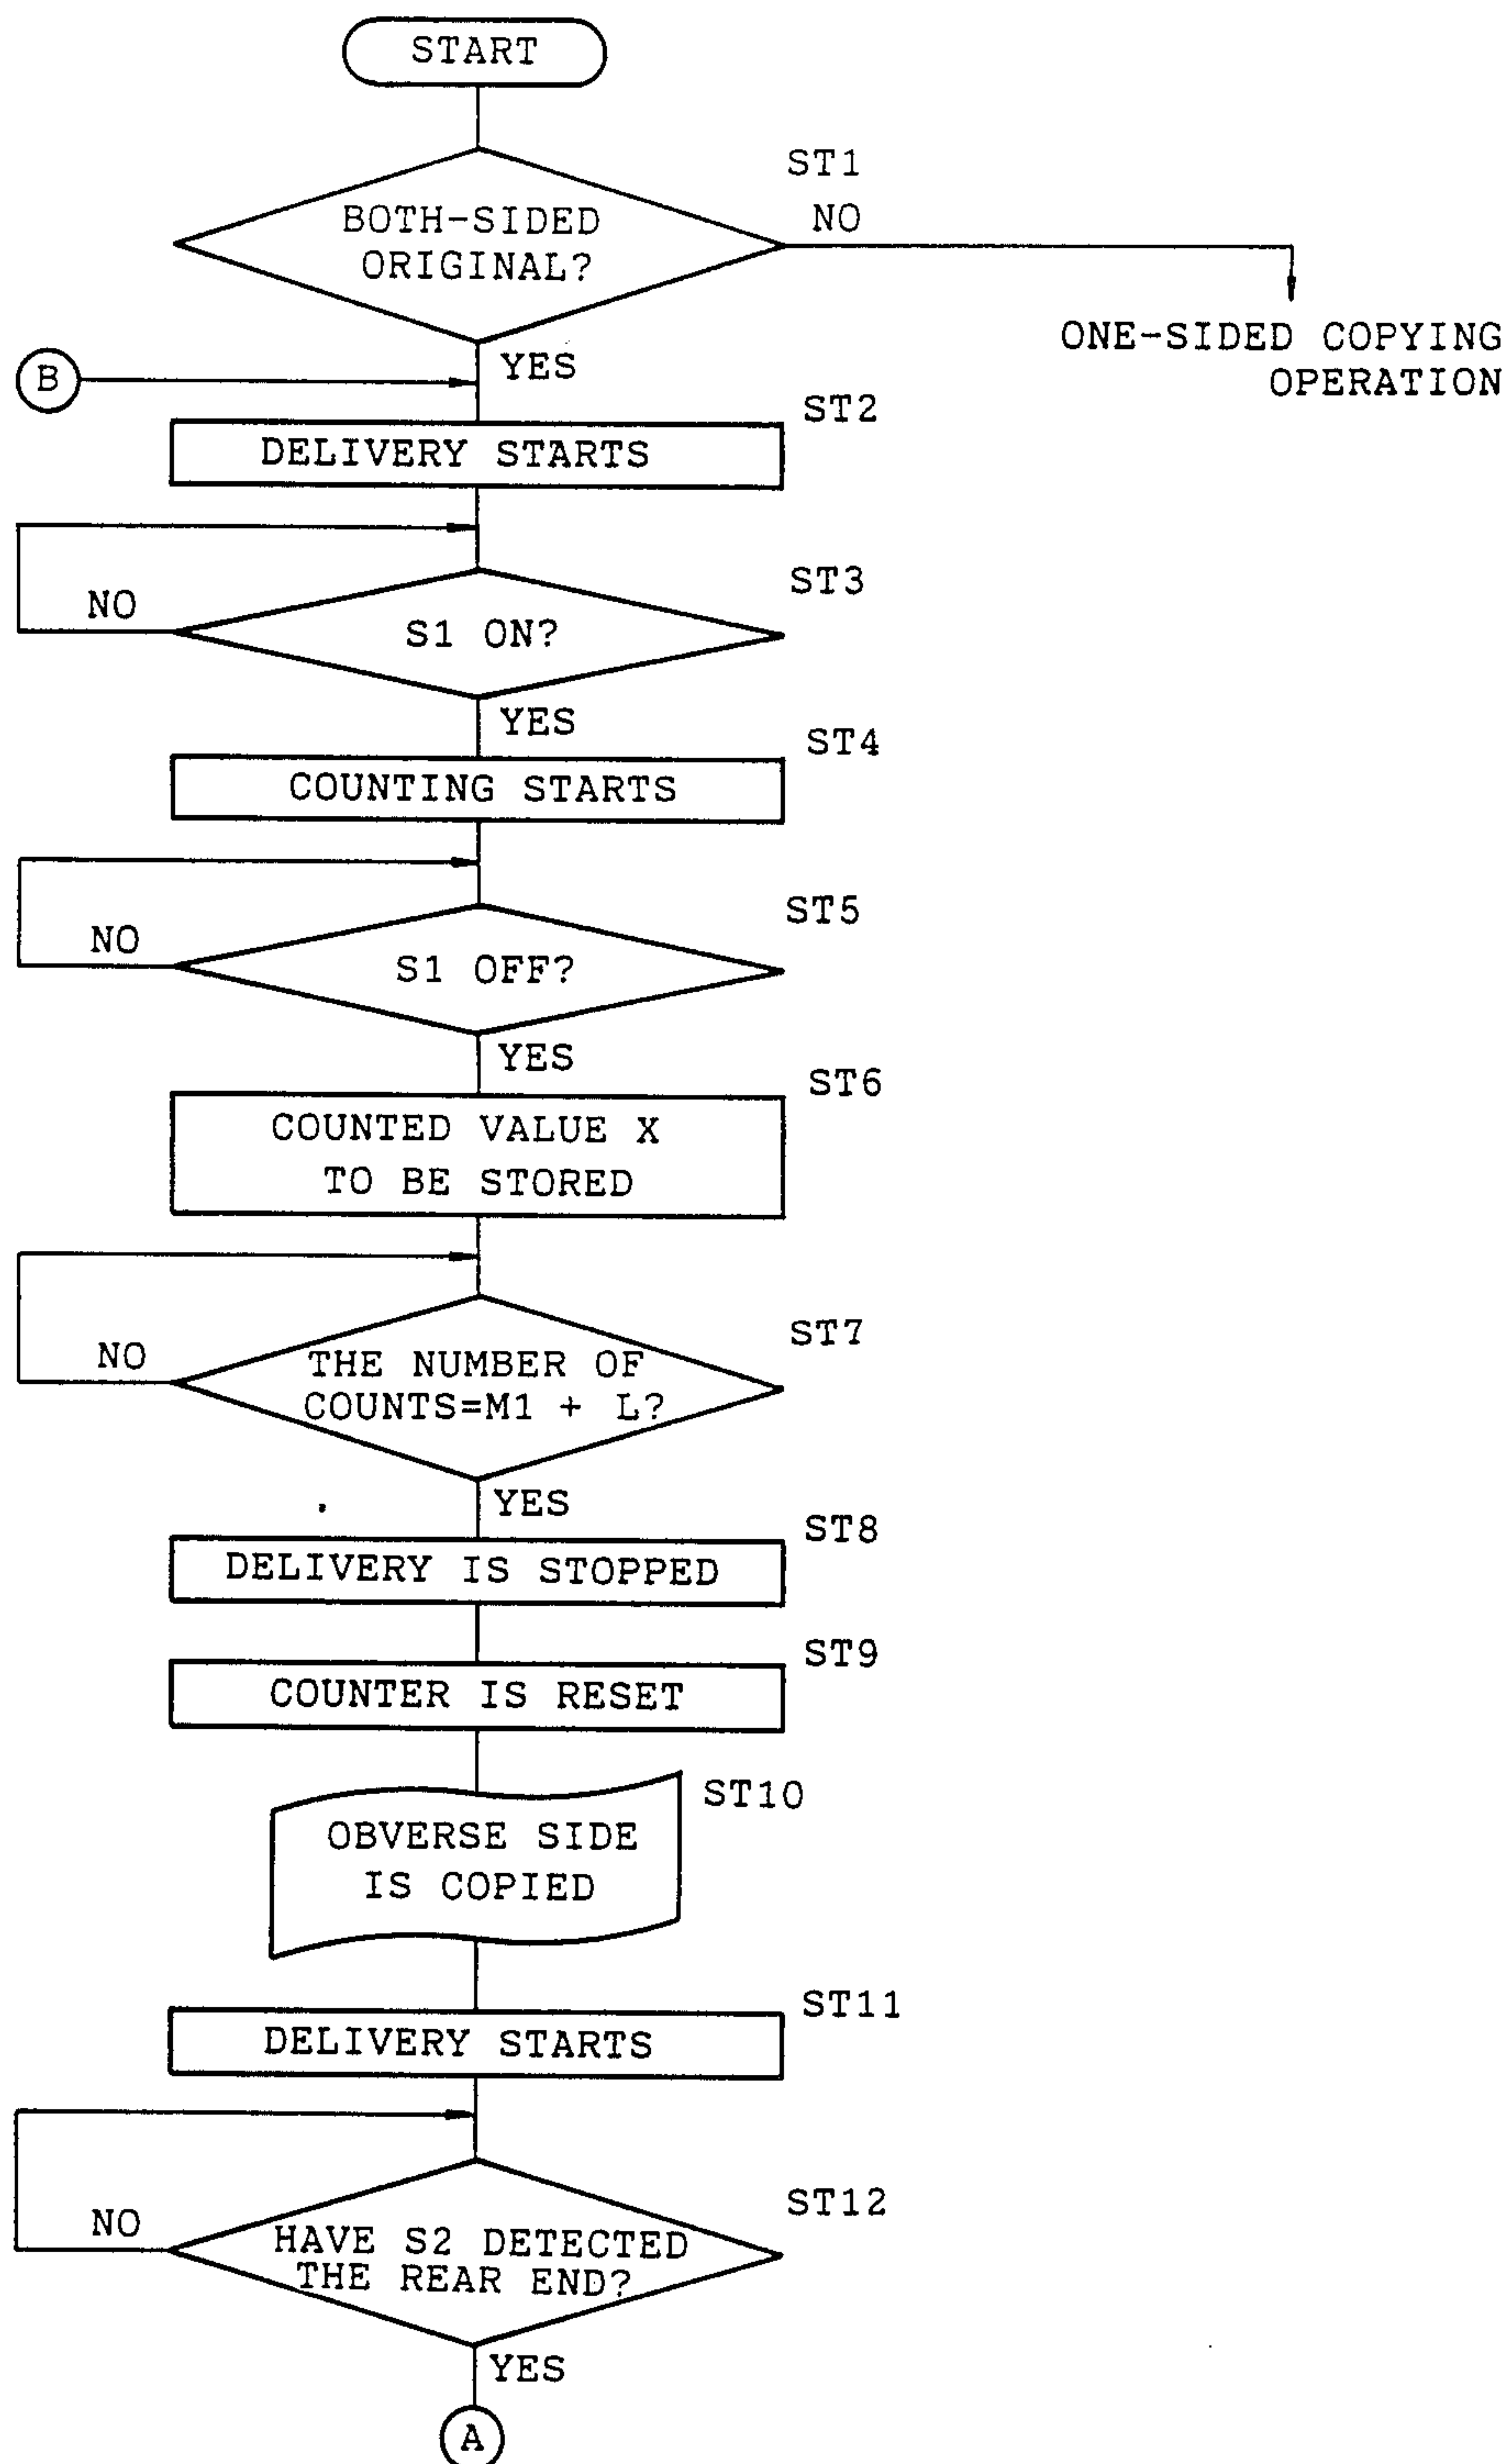 START
ST1
BOTH-SIDED
ORIGINAL?
NO
ONE-SIDED COPYING
OPERATION
YES
B
ST2
DELIVERY STARTS
ST3
NO
S1 ON?
YES
ST4
COUNTING STARTS
ST5
NO
S1 OFF?
YES
ST6
COUNTED VALUE X
TO BE STORED
ST7
NO
THE NUMBER OF
COUNTS=M1 + L?
YES
ST8
DELIVERY IS STOPPED
ST9
COUNTER IS RESET
ST10
OBVERSE SIDE
IS COPIED
ST11
DELIVERY STARTS
ST12
NO
HAVE S2 DETECTED
THE REAR END?
YES
A